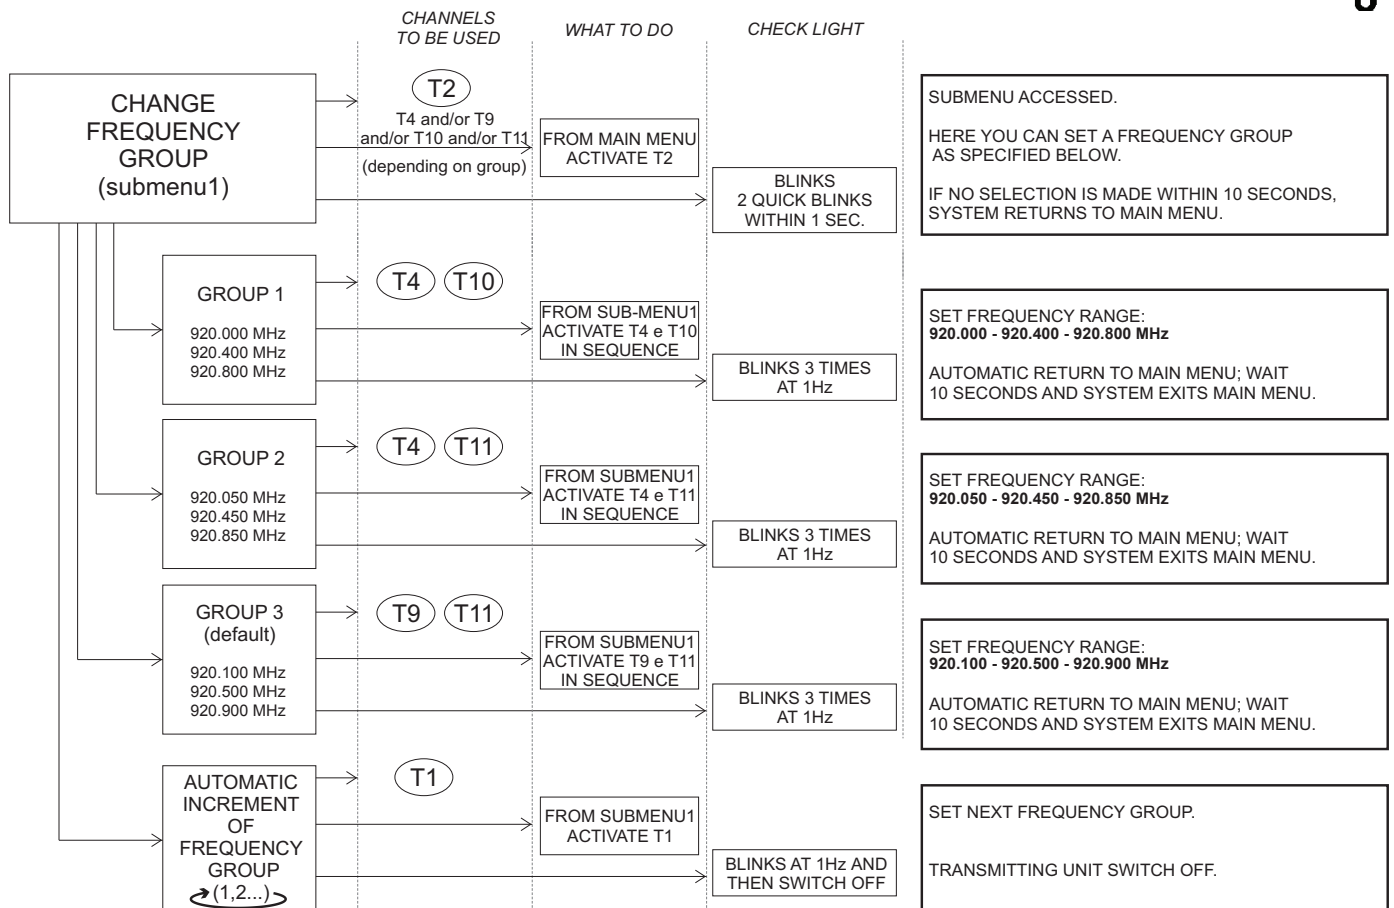 CHANNELS
TO BE USED
WHAT TO DO
CHECK LIGHT
CHANGE
FREQUENCY
GROUP
(submenu1)
T2
T4 and/or T9
and/or T10 and/or T11
(depending on group)
FROM MAIN MENU
ACTIVATE T2
BLINKS
2 QUICK BLINKS
WITHIN 1 SEC.
SUBMENU ACCESSED.
HERE YOU CAN SET A FREQUENCY GROUP
AS SPECIFIED BELOW.
IF NO SELECTION IS MADE WITHIN 10 SECONDS,
SYSTEM RETURNS TO MAIN MENU.
GROUP 1
920.000 MHz
920.400 MHz
920.800 MHz
T4 T10
FROM SUB-MENU1
ACTIVATE T4 e T10
IN SEQUENCE
BLINKS 3 TIMES
AT 1Hz
SET FREQUENCY RANGE:
920.000 - 920.400 - 920.800 MHz
AUTOMATIC RETURN TO MAIN MENU; WAIT
10 SECONDS AND SYSTEM EXITS MAIN MENU.
GROUP 2
920.050 MHz
920.450 MHz
920.850 MHz
T4 T11
FROM SUBMENU1
ACTIVATE T4 e T11
IN SEQUENCE
BLINKS 3 TIMES
AT 1Hz
SET FREQUENCY RANGE:
920.050 - 920.450 - 920.850 MHz
AUTOMATIC RETURN TO MAIN MENU; WAIT
10 SECONDS AND SYSTEM EXITS MAIN MENU.
GROUP 3
(default)
920.100 MHz
920.500 MHz
920.900 MHz
T9 T11
FROM SUBMENU1
ACTIVATE T9 e T11
IN SEQUENCE
BLINKS 3 TIMES
AT 1Hz
SET FREQUENCY RANGE:
920.100 - 920.500 - 920.900 MHz
AUTOMATIC RETURN TO MAIN MENU; WAIT
10 SECONDS AND SYSTEM EXITS MAIN MENU.
AUTOMATIC
INCREMENT
OF
FREQUENCY
GROUP
(1,2...)
T1
FROM SUBMENU1
ACTIVATE T1
BLINKS AT 1Hz AND
THEN SWITCH OFF
SET NEXT FREQUENCY GROUP.
TRANSMITTING UNIT SWITCH OFF.